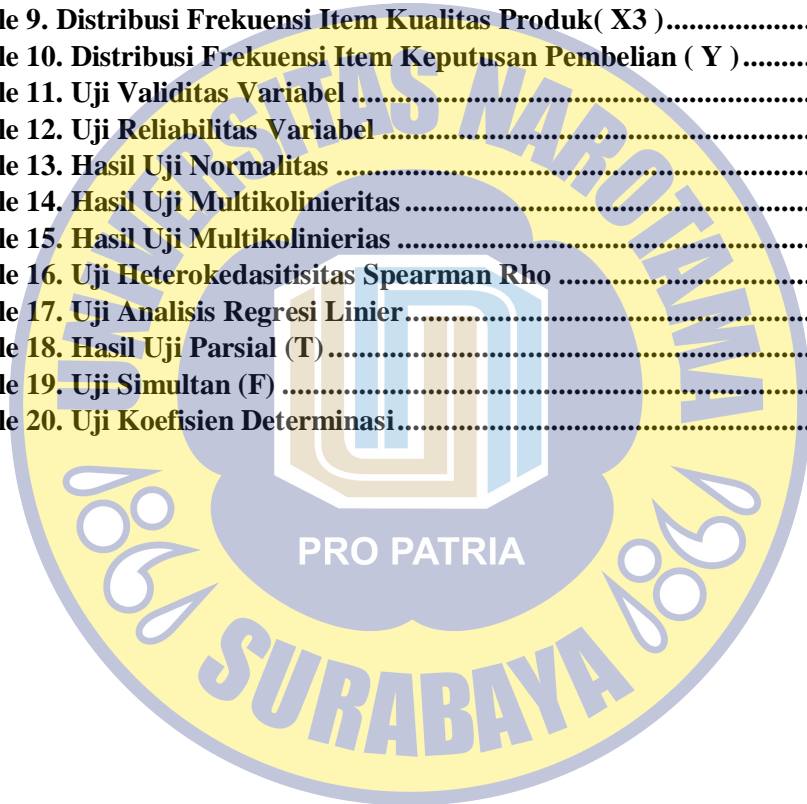 le 9. Distribusi Frekuensi Item Kualitas Produk( X3 )....................
le 10. Distribusi Frekuensi Item Keputusan Pembelian ( Y )...........
le 11. Uji Validitas Variabel ................................................................
le 12. Uji Reliabilitas Variabel ...........................................................
le 13. Hasil Uji Normalitas ..................................................................
le 14. Hasil Uji Multikolinieritas ........................................................
le 15. Hasil Uji Multikolinierias .........................................................
le 16. Uji Heterokedasitisitas Spearman Rho ....................................
le 17. Uji Analisis Regresi Linier.........................................................
le 18. Hasil Uji Parsial (T)....................................................................
le 19. Uji Simultan (F) ..........................................................................
le 20. Uji Koefisien Determinasi..........................................................
UNIVERSITAS NAROTAMA
PRO PATRIA
SURABAYA